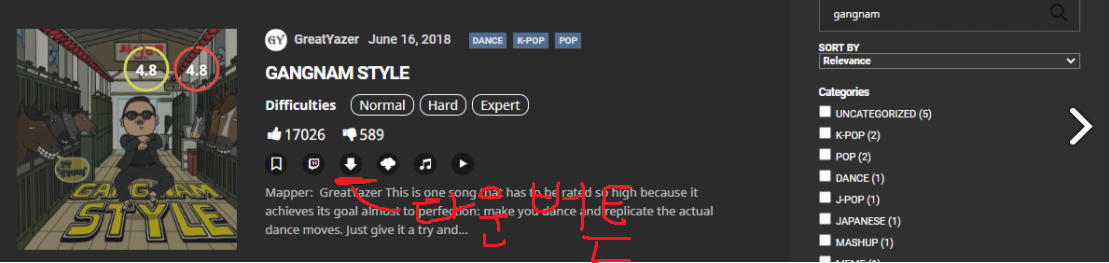 GY GreatYazer June 16, 2018 DANCE K-POP POP
GANGNAM STYLE
Difficulties Normal Hard Expert
17026 589
Mapper: GreatYazer This is one song that has to be rated so high because it
achieves its goal almost to perfection: make you dance and replicate the actual
dance moves. Just give it a try and...
4.8 4.8
GANGNAM
STYLE
다운 버튼
gangnam
SORT BY
Relevance
Categories
UNCATEGORIZED (5)
K-POP (2)
POP (2)
DANCE (1)
J-POP (1)
JAPANESE (1)
MASHUP (1)
MEME (1)